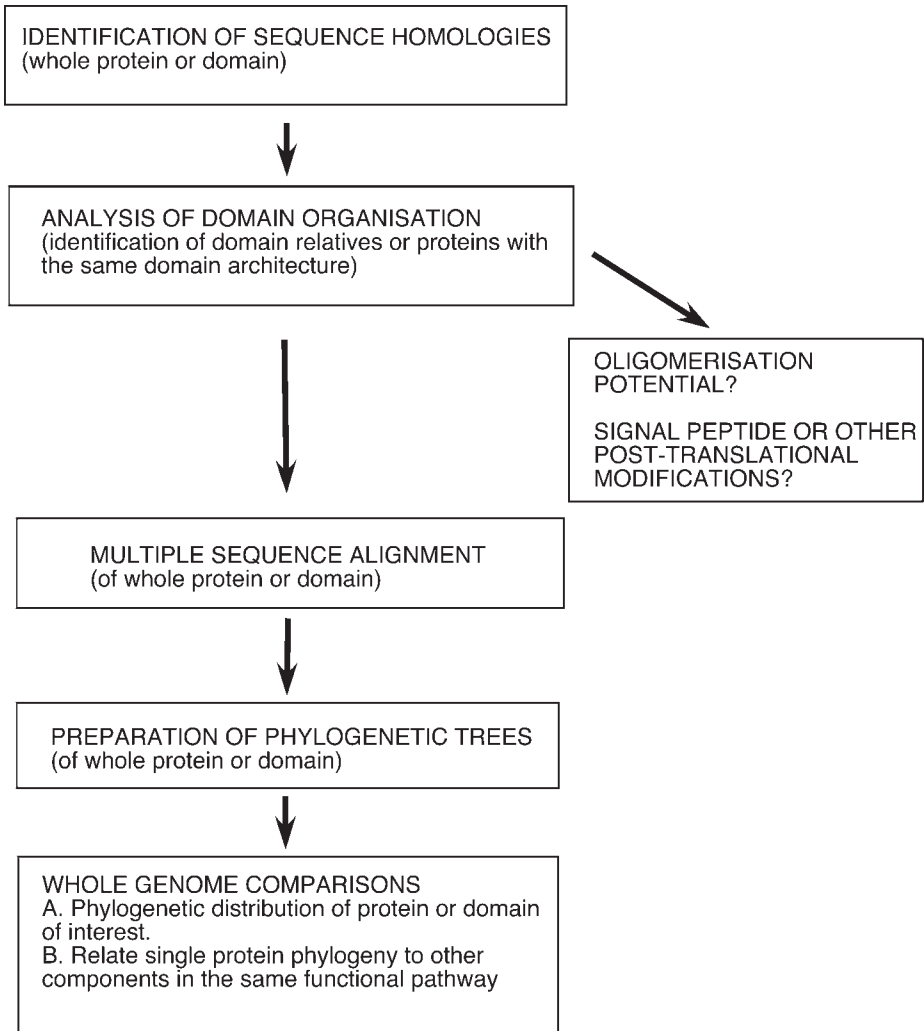 IDENTIFICATION OF SEQUENCE HOMOLOGIES
(whole protein or domain)
ANALYSIS OF DOMAIN ORGANISATION
(identification of domain relatives or proteins with
the same domain architecture)
OLIGOMERISATION
POTENTIAL?
SIGNAL PEPTIDE OR OTHER
POST-TRANSLATIONAL
MODIFICATIONS?
MULTIPLE SEQUENCE ALIGNMENT
(of whole protein or domain)
PREPARATION OF PHYLOGENETIC TREES
(of whole protein or domain)
WHOLE GENOME COMPARISONS
A. Phylogenetic distribution of protein or domain
of interest.
B. Relate single protein phylogeny to other
components in the same functional pathway